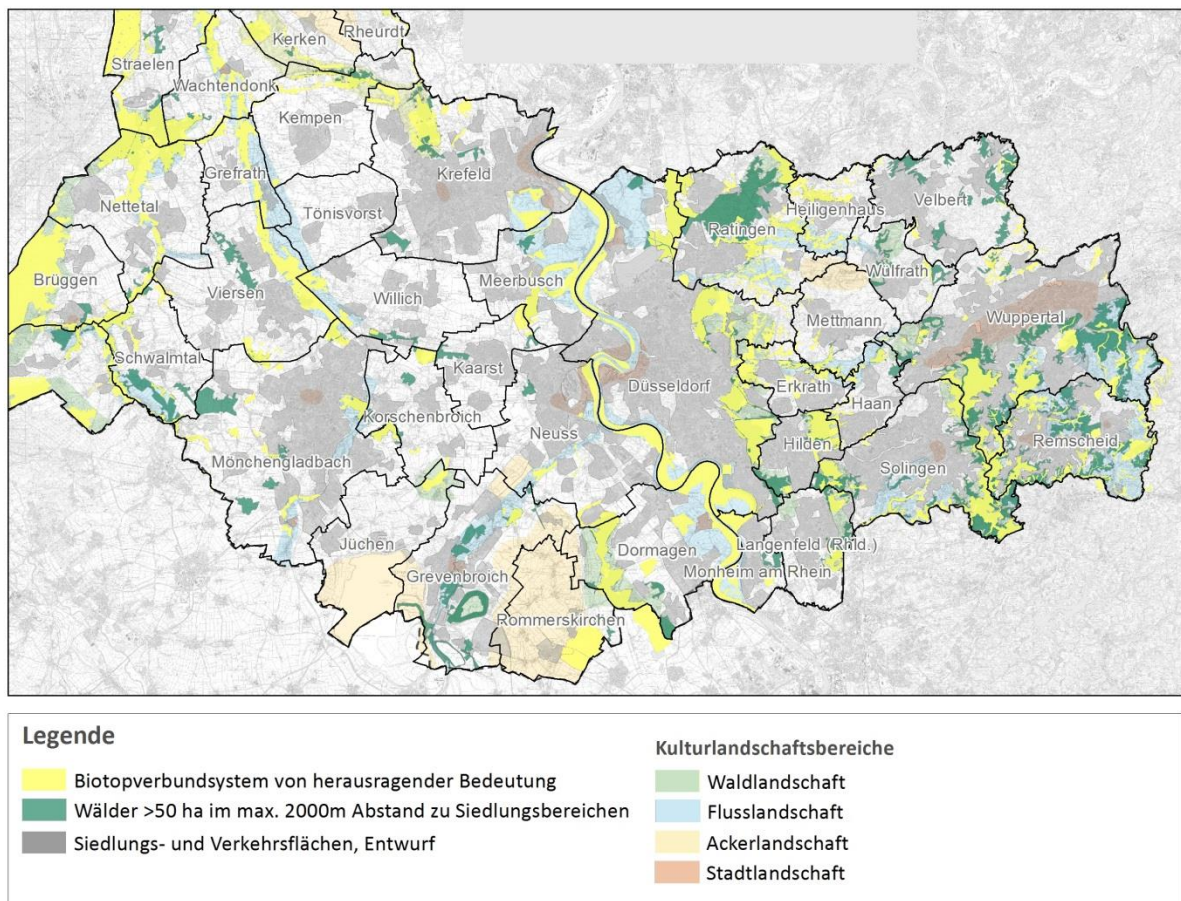 Rheurdt
Kerken
Straelen
Wachtendonk
Kempen
Krefeld
Grefrath
Nettetal
Tönisvorst
Velbert
Heiligenhaus
Ratingen
Wülfrath
Brüggen
Viersen
Willich
Meerbusch
Mettmann
Wuppertal
Schwalmtal
Kaarst
Düsseldorf
Erkrath
Haan
Korschenbroich
Neuss
Hilden
Remscheid
Mönchengladbach
Solingen
Jüchen
Dormagen
Langenfeld (Rhld.)
Grevenbroich
Monheim am Rhein
Rommerskirchen
Legende
Biotopverbundsystem von herausragender Bedeutung
Wälder >50 ha im max. 2000m Abstand zu Siedlungsbereichen
Siedlungs- und Verkehrsflächen, Entwurf
Kulturlandschaftsbereiche
Waldlandschaft
Flusslandschaft
Ackerlandschaft
Stadtlandschaft